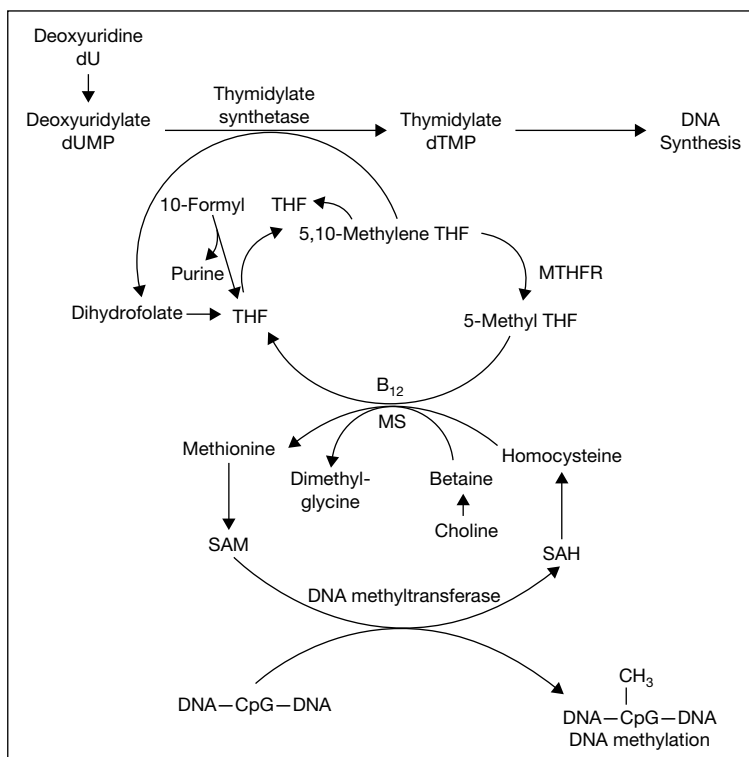 Deoxyuridine
dU
Deoxyuridylate
dUMP
Thymidylate
synthetase
Thymidylate
dTMP
DNA
Synthesis
10-Formyl
THF
5,10-Methylene THF
Purine
MTHFR
Dihydrofolate
THF
5-Methyl THF
B12
MS
Methionine
Dimethyl-
glycine
Betaine
Homocysteine
Choline
SAM
SAH
DNA methyltransferase
CH3
DNA—CpG—DNA
DNA—CpG—DNA
DNA methylation